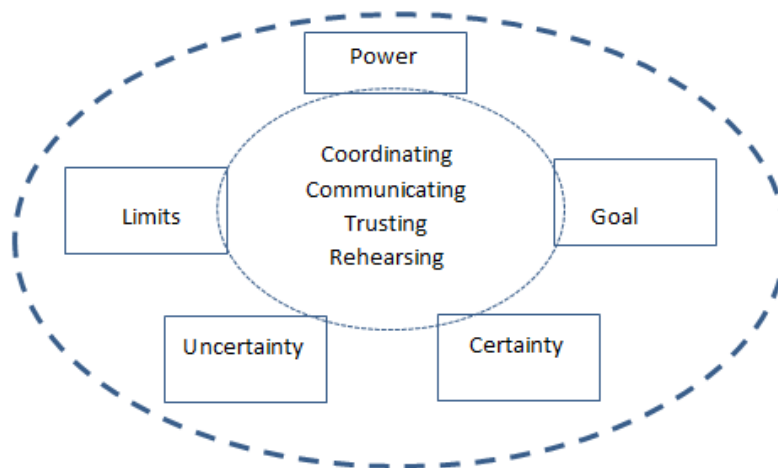 Power
Coordinating
Communicating
Trusting
Rehearsing
Limits
Goal
Uncertainty
Certainty